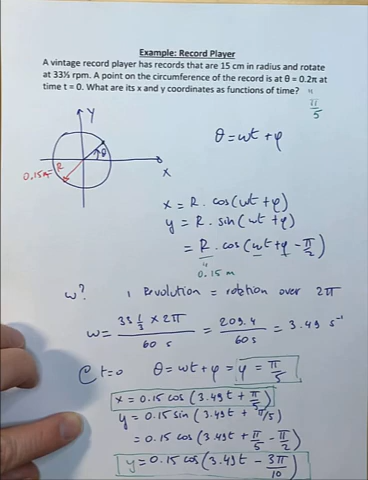 Example: Record Player
A vintage record player has records that are 15 cm in radius and rotate
at 33⅓ rpm. A point on the circumference of the record is at θ = 0.2π at
time t = 0. What are its x and y coordinates as functions of time?
"
π/5
Y
θ = ωt + φ
R
θ
0.15m
X
x = R. cos(ωt + φ)
y = R. sin(ωt + φ)
= R. cos(ωt + φ - π/2)
"
0.15 m
ω? 1 Revolution = rotation over 2π
ω = 33 1/3 × 2π / 60 s = 209.4 / 60 s = 3.49 s⁻¹
@ t=0 θ = ωt + φ = φ = π/5
x = 0.15 cos (3.49t + π/5)
y = 0.15 sin (3.49t + π/5)
= 0.15 cos (3.49t + π/5 - π/2)
y = 0.15 cos (3.49t - 3π/10)